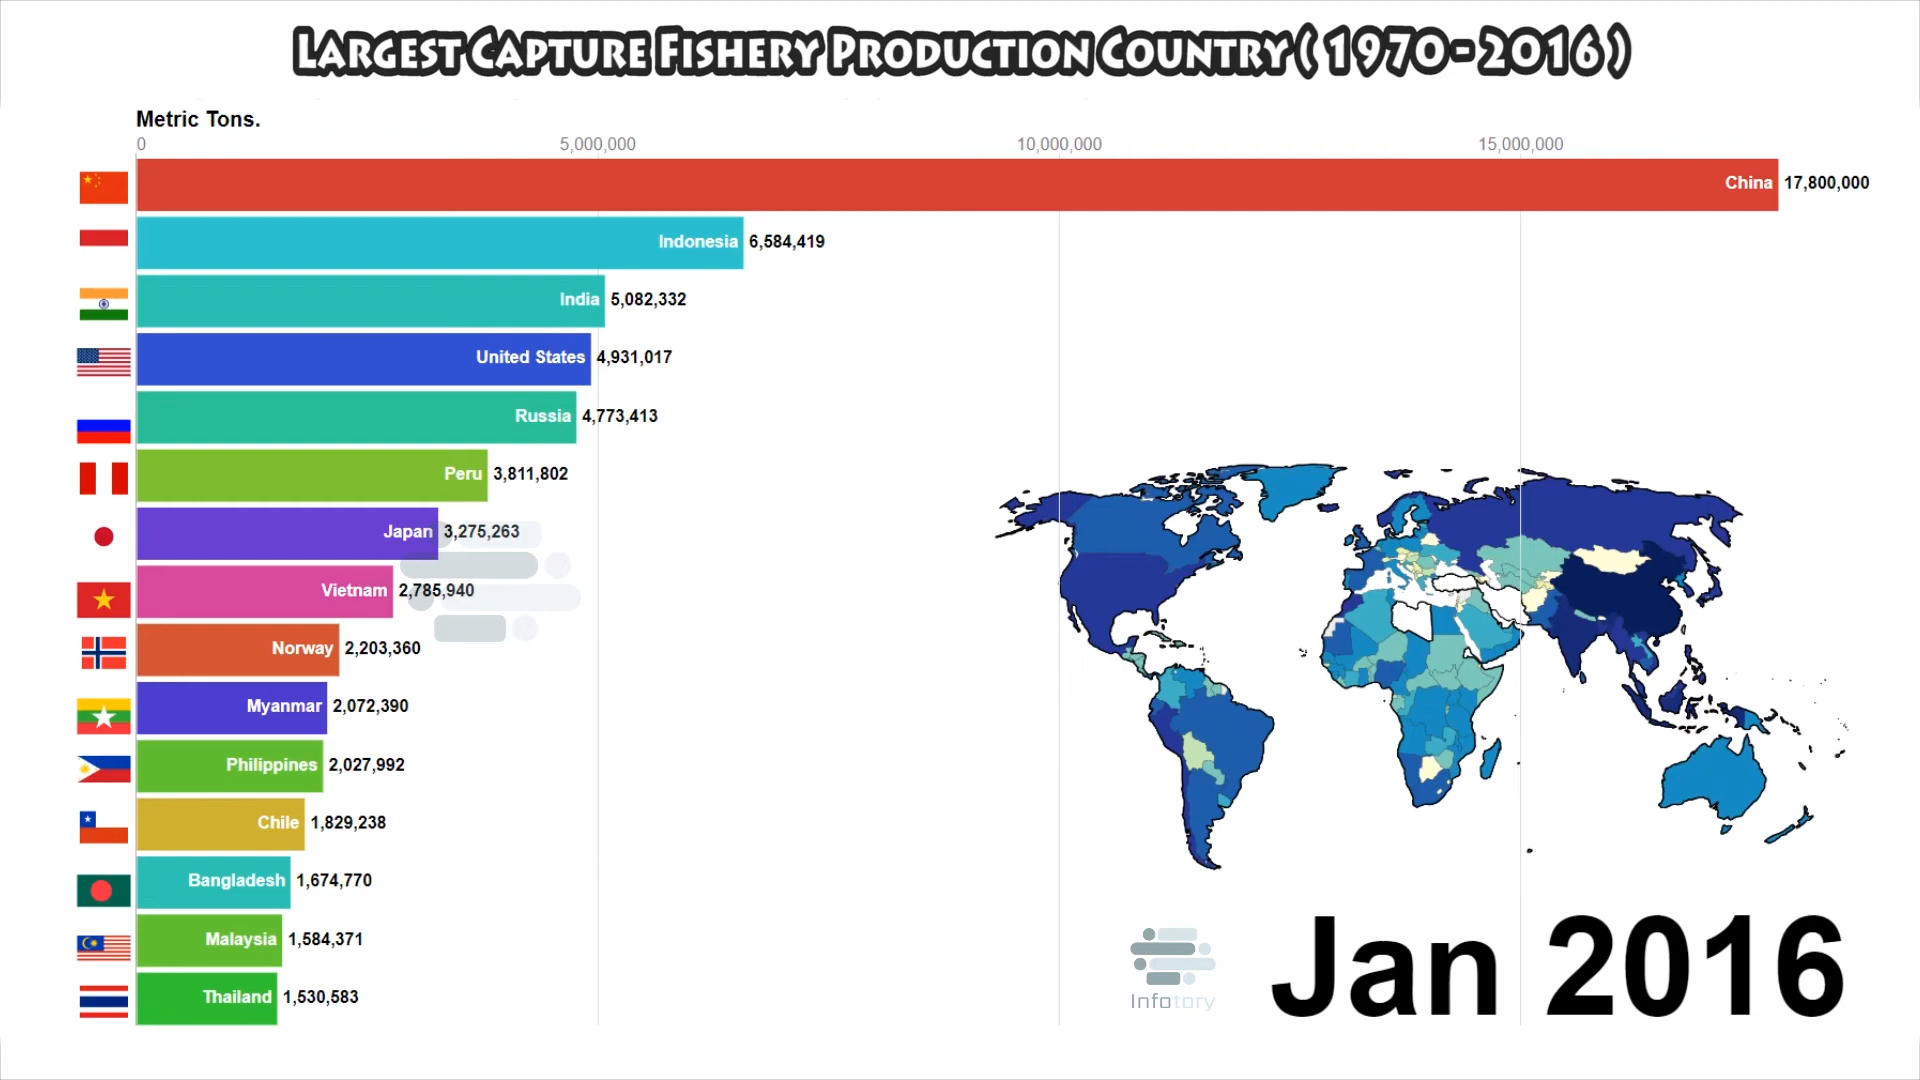 LARGEST CAPTURE FISHERY PRODUCTION COUNTRY ( 1970-2016 )
Metric Tons.
0 5,000,000 10,000,000 15,000,000
China 17,800,000
Indonesia 6,584,419
India 5,082,332
United States 4,931,017
Russia 4,773,413
Peru 3,811,802
Japan 3,275,263
Vietnam 2,785,940
Norway 2,203,360
Myanmar 2,072,390
Philippines 2,027,992
Chile 1,829,238
Bangladesh 1,674,770
Malaysia 1,584,371
Thailand 1,530,583
Infotory
Jan 2016